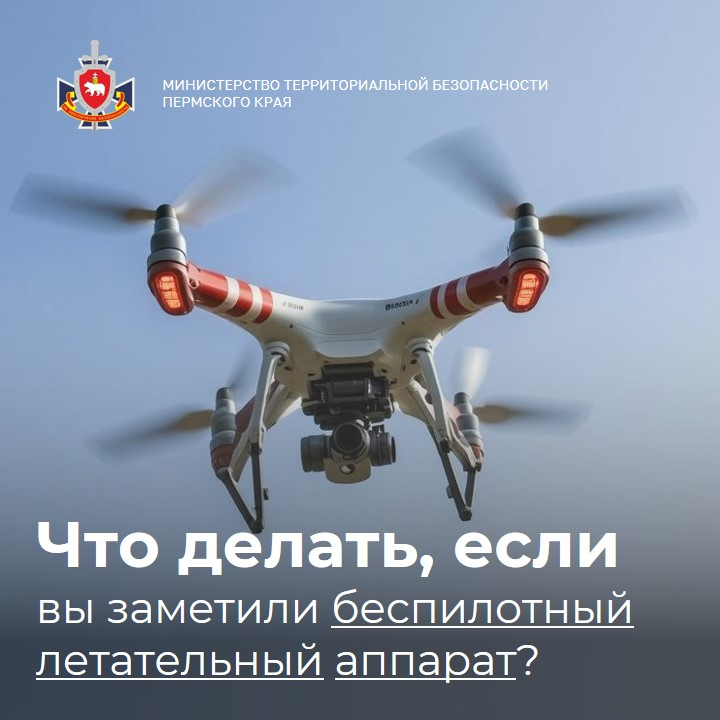 МИНИСТЕРСТВО ТЕРРИТОРИАЛЬНОЙ БЕЗОПАСНОСТИ
ПЕРМСКОГО КРАЯ
Что делать, если
вы заметили беспилотный
летательный аппарат?